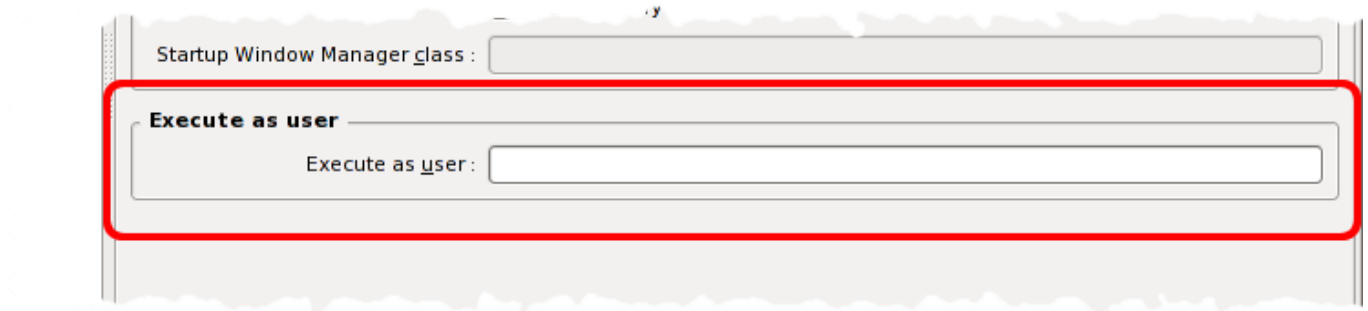 Startup Window Manager class :
Execute as user
Execute as user :